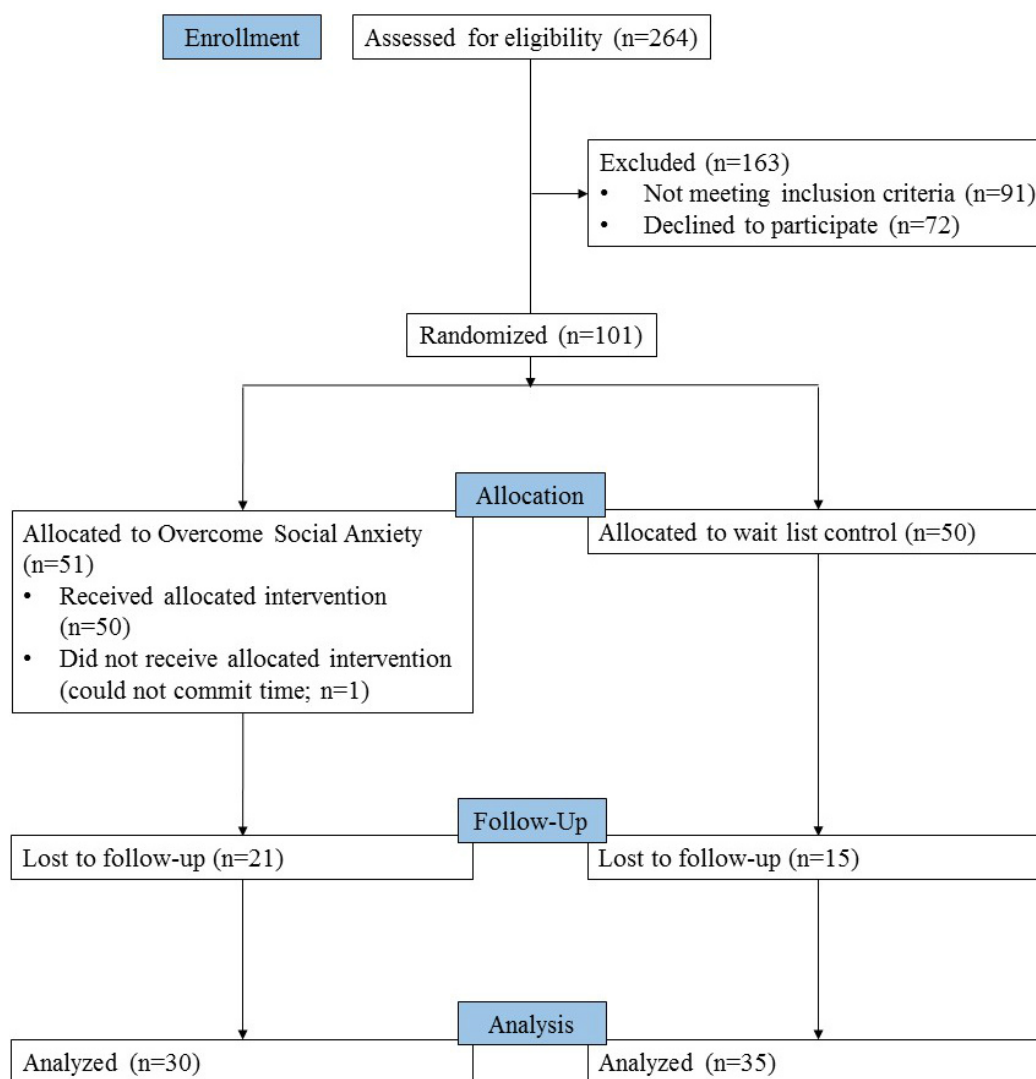 Enrollment
Assessed for eligibility (n=264)
Excluded (n=163)
• Not meeting inclusion criteria (n=91)
• Declined to participate (n=72)
Randomized (n=101)
Allocation
Allocated to Overcome Social Anxiety
(n=51)
• Received allocated intervention
(n=50)
• Did not receive allocated intervention
(could not commit time; n=1)
Allocated to wait list control (n=50)
Follow-Up
Lost to follow-up (n=21)
Lost to follow-up (n=15)
Analysis
Analyzed (n=30)
Analyzed (n=35)